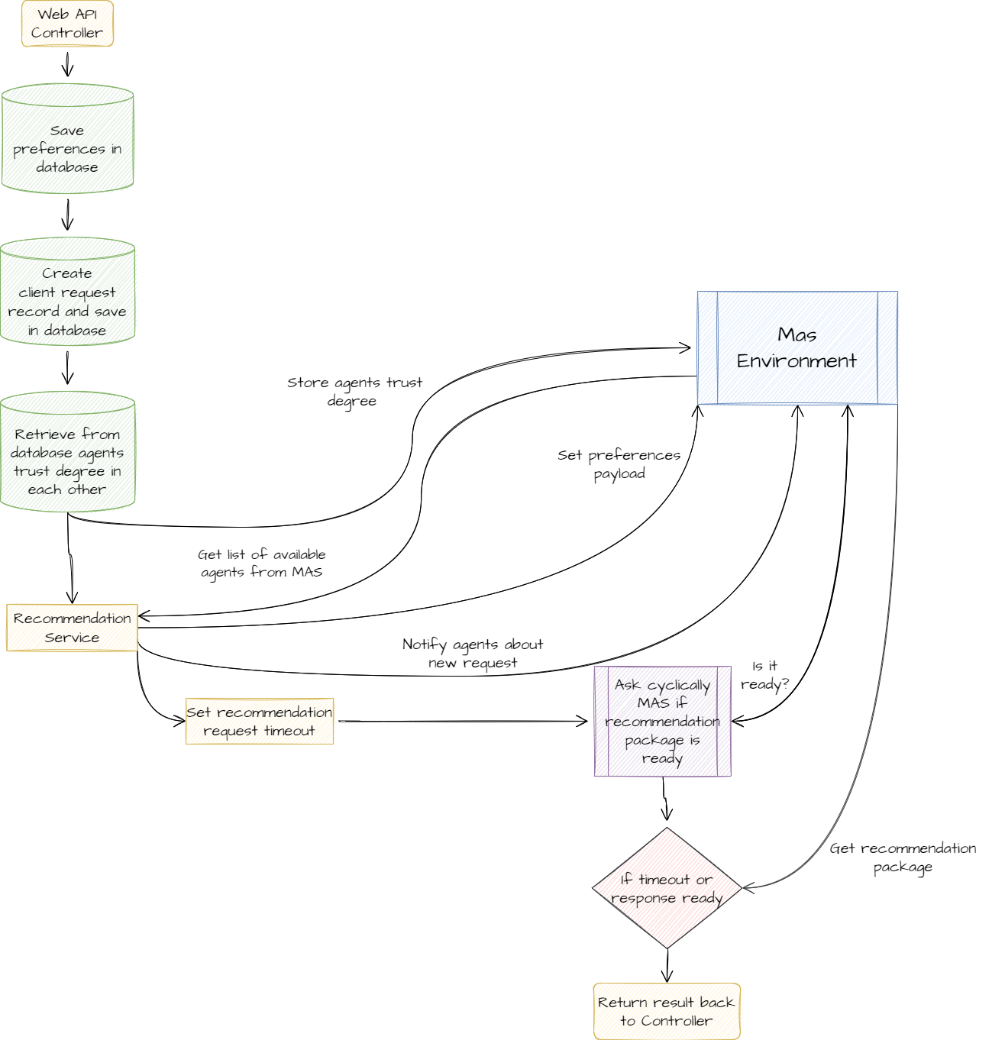 Web API
Controller
Save
preferences in
database
Create
client request
record and save
in database
Mas
Environment
Store agents trust
degree
Retrieve from
database agents
trust degree in
each other
Set preferences
payload
Get list of available
agents from MAS
Recommendation
Service
Notify agents about
new request
Is it
ready?
Ask cyclically
MAS if
recommendation
package is
ready
Set recommendation
request timeout
Get recommendation
package
If timeout or
response ready
Return result back
to Controller